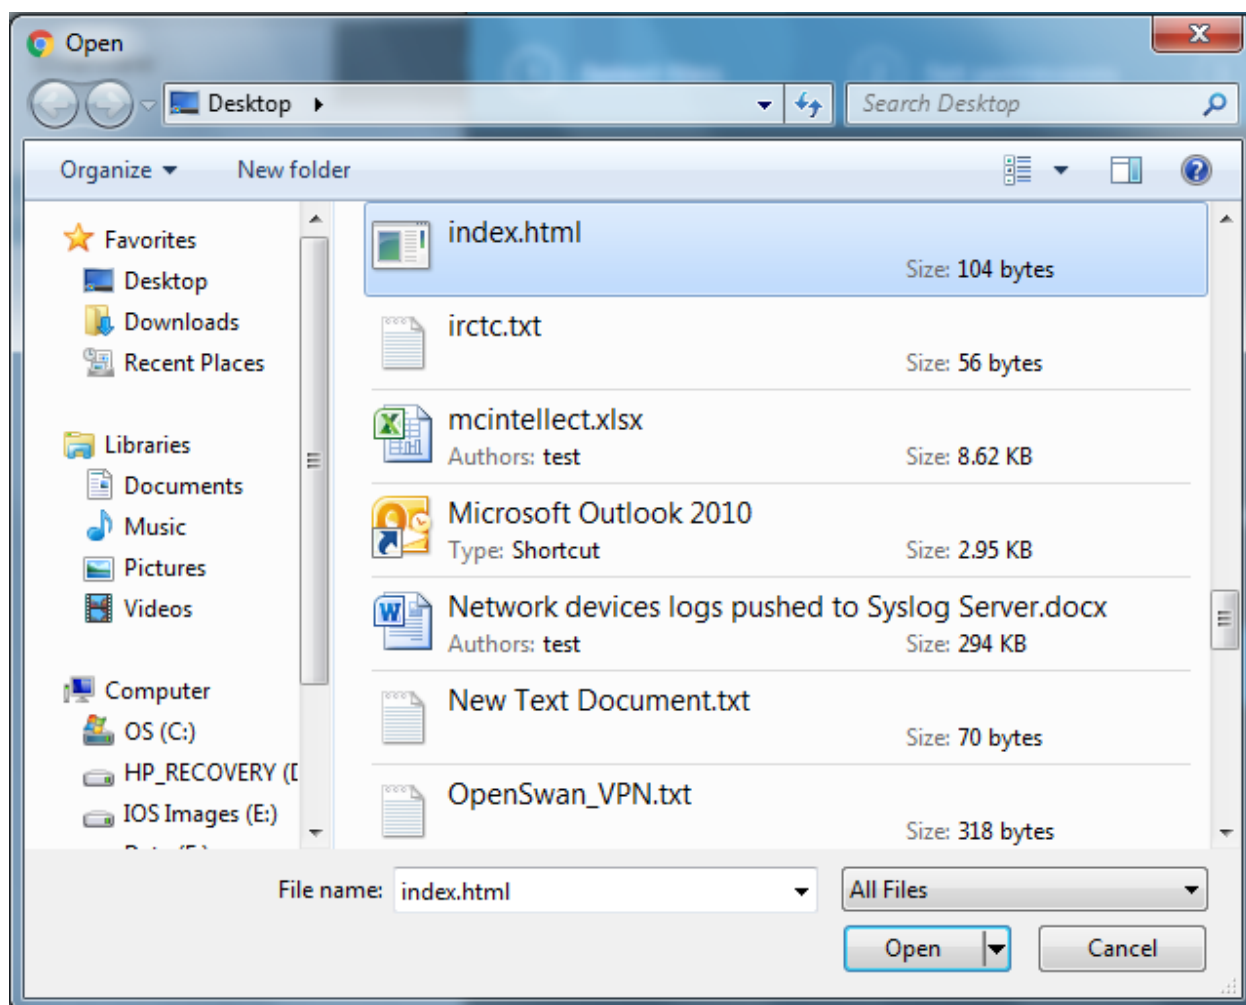 Open
Desktop
Search Desktop
Organize
New folder
Favorites
Desktop
Downloads
Recent Places
Libraries
Documents
Music
Pictures
Videos
Computer
OS (C:)
HP_RECOVERY (D
IOS Images (E:)
index.html
Size: 104 bytes
irctc.txt
Size: 56 bytes
mcintellect.xlsx
Authors: test Size: 8.62 KB
Microsoft Outlook 2010
Type: Shortcut Size: 2.95 KB
Network devices logs pushed to Syslog Server.docx
Authors: test Size: 294 KB
New Text Document.txt
Size: 70 bytes
OpenSwan_VPN.txt
Size: 318 bytes
File name: index.html All Files
Open Cancel